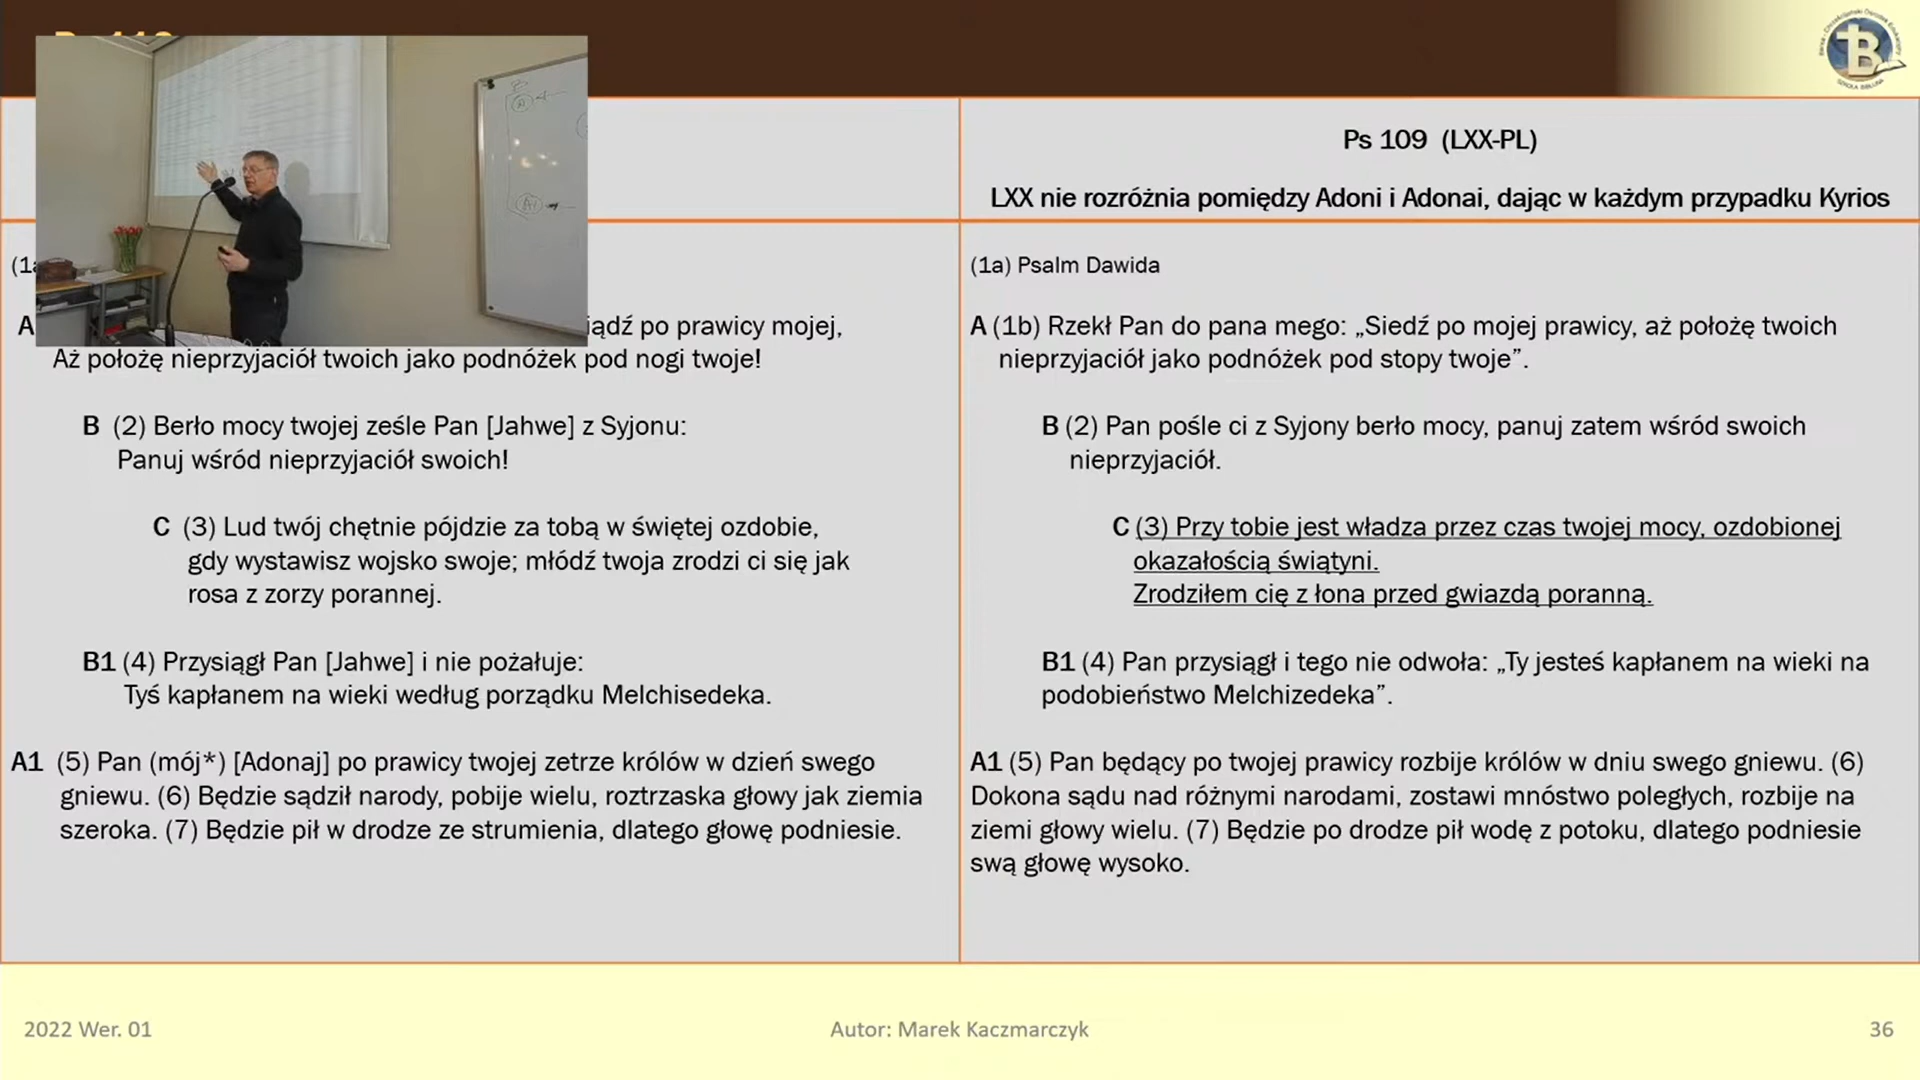 Ps 109 (LXX-PL)
LXX nie rozróżnia pomiędzy Adoni i Adonai, dając w każdym przypadku Kyrios
A
po prawicy mojej,
Aż położę nieprzyjaciół twoich jako podnóżek pod nogi twoje!
B (2) Berło mocy twojej ześle Pan [Jahwe] z Syjonu:
Panuj wśród nieprzyjaciół swoich!
C (3) Lud twój chętnie pójdzie za tobą w świętej ozdobie,
gdy wystawisz wojsko swoje; młódź twoja zrodzi ci się jak
rosa z zorzy porannej.
B1 (4) Przysiągł Pan [Jahwe] i nie pożałuje:
Tyś kapłanem na wieki według porządku Melchisedeka.
A1 (5) Pan (mój*) [Adonaj] po prawicy twojej zetrze królów w dzień swego
gniewu. (6) Będzie sądził narody, pobije wielu, roztrzaska głowy jak ziemia
szeroka. (7) Będzie pił w drodze ze strumienia, dlatego głowę podniesie.
(1a) Psalm Dawida
A (1b) Rzekł Pan do pana mego: „Siedź po mojej prawicy, aż położę twoich
nieprzyjaciół jako podnóżek pod stopy twoje”.
B (2) Pan pośle ci z Syjony berło mocy, panuj zatem wśród swoich
nieprzyjaciół.
C (3) Przy tobie jest władza przez czas twojej mocy, ozdobionej
okazałością świątyni.
Zrodziłem cię z łona przed gwiazdą poranną.
B1 (4) Pan przysiągł i tego nie odwoła: „Ty jesteś kapłanem na wieki na
podobieństwo Melchizedeka”.
A1 (5) Pan będący po twojej prawicy rozbije królów w dniu swego gniewu. (6)
Dokona sądu nad różnymi narodami, zostawi mnóstwo poległych, rozbije na
ziemi głowy wielu. (7) Będzie po drodze pił wodę z potoku, dlatego podniesie
swą głowę wysoko.
2022 Wer. 01
Autor: Marek Kaczmarczyk
36